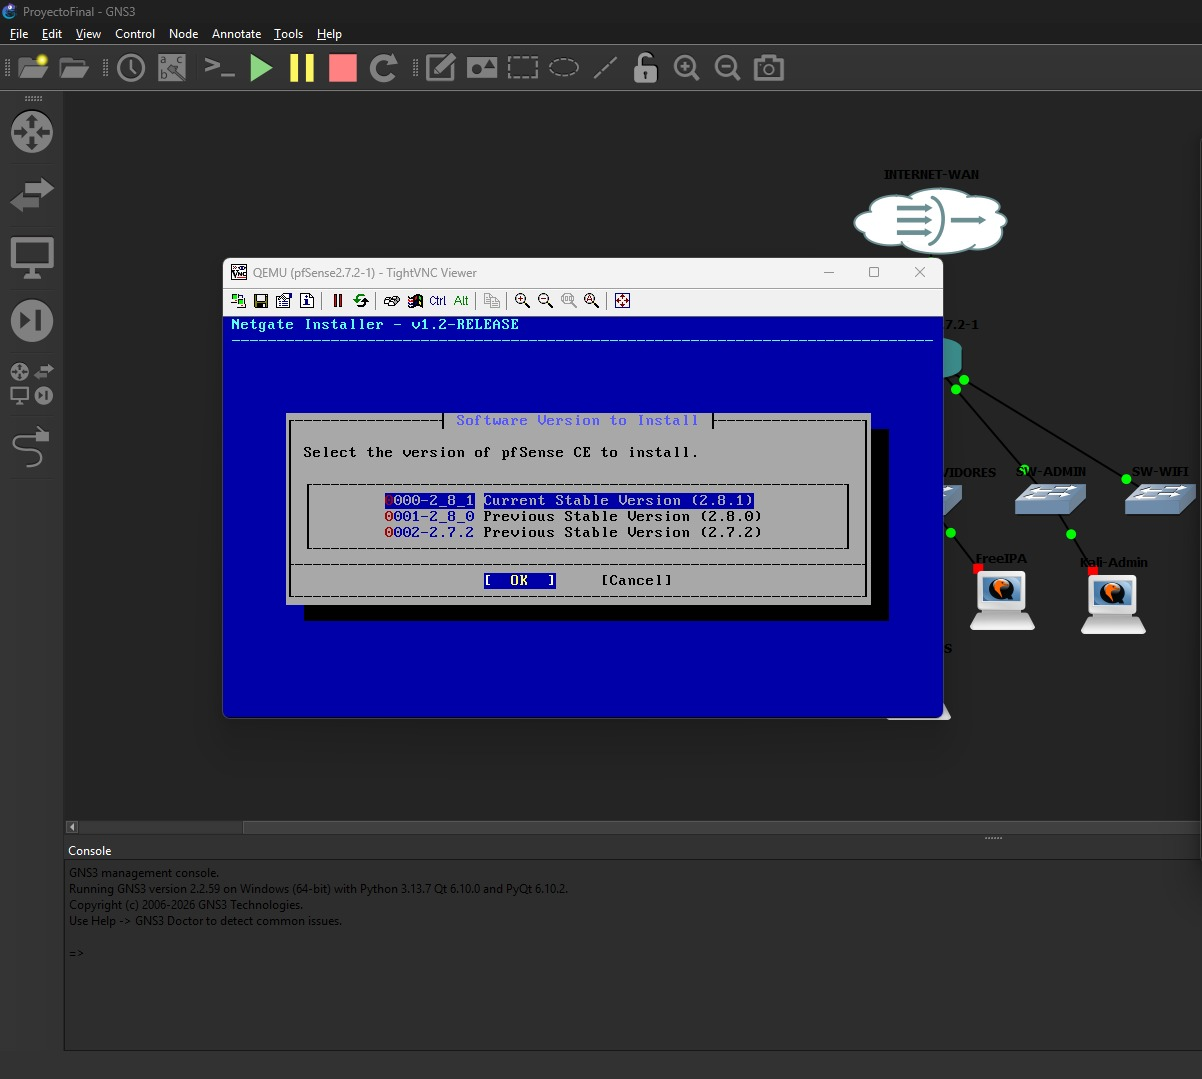 ProyectoFinal - GNS3
File Edit View Control Node Annotate Tools Help
INTERNET-WAN
QEMU (pfSense2.7.2-1) - TightVNC Viewer
Ctrl Alt
Netgate Installer - v1.2-RELEASE
7.2-1
Software Version to Install
Select the version of pfSense CE to install.
0000-2_8_1 Current Stable Version (2.8.1)
0001-2_8_0 Previous Stable Version (2.8.0)
0002-2.7.2 Previous Stable Version (2.7.2)
[ OK ] [Cancel]
VIDORES SW-ADMIN SW-WIFI
FreeIPA Kali-Admin
S
Console
GNS3 management console.
Running GNS3 version 2.2.59 on Windows (64-bit) with Python 3.13.7 Qt 6.10.0 and PyQt 6.10.2.
Copyright (c) 2006-2026 GNS3 Technologies.
Use Help -> GNS3 Doctor to detect common issues.
=>